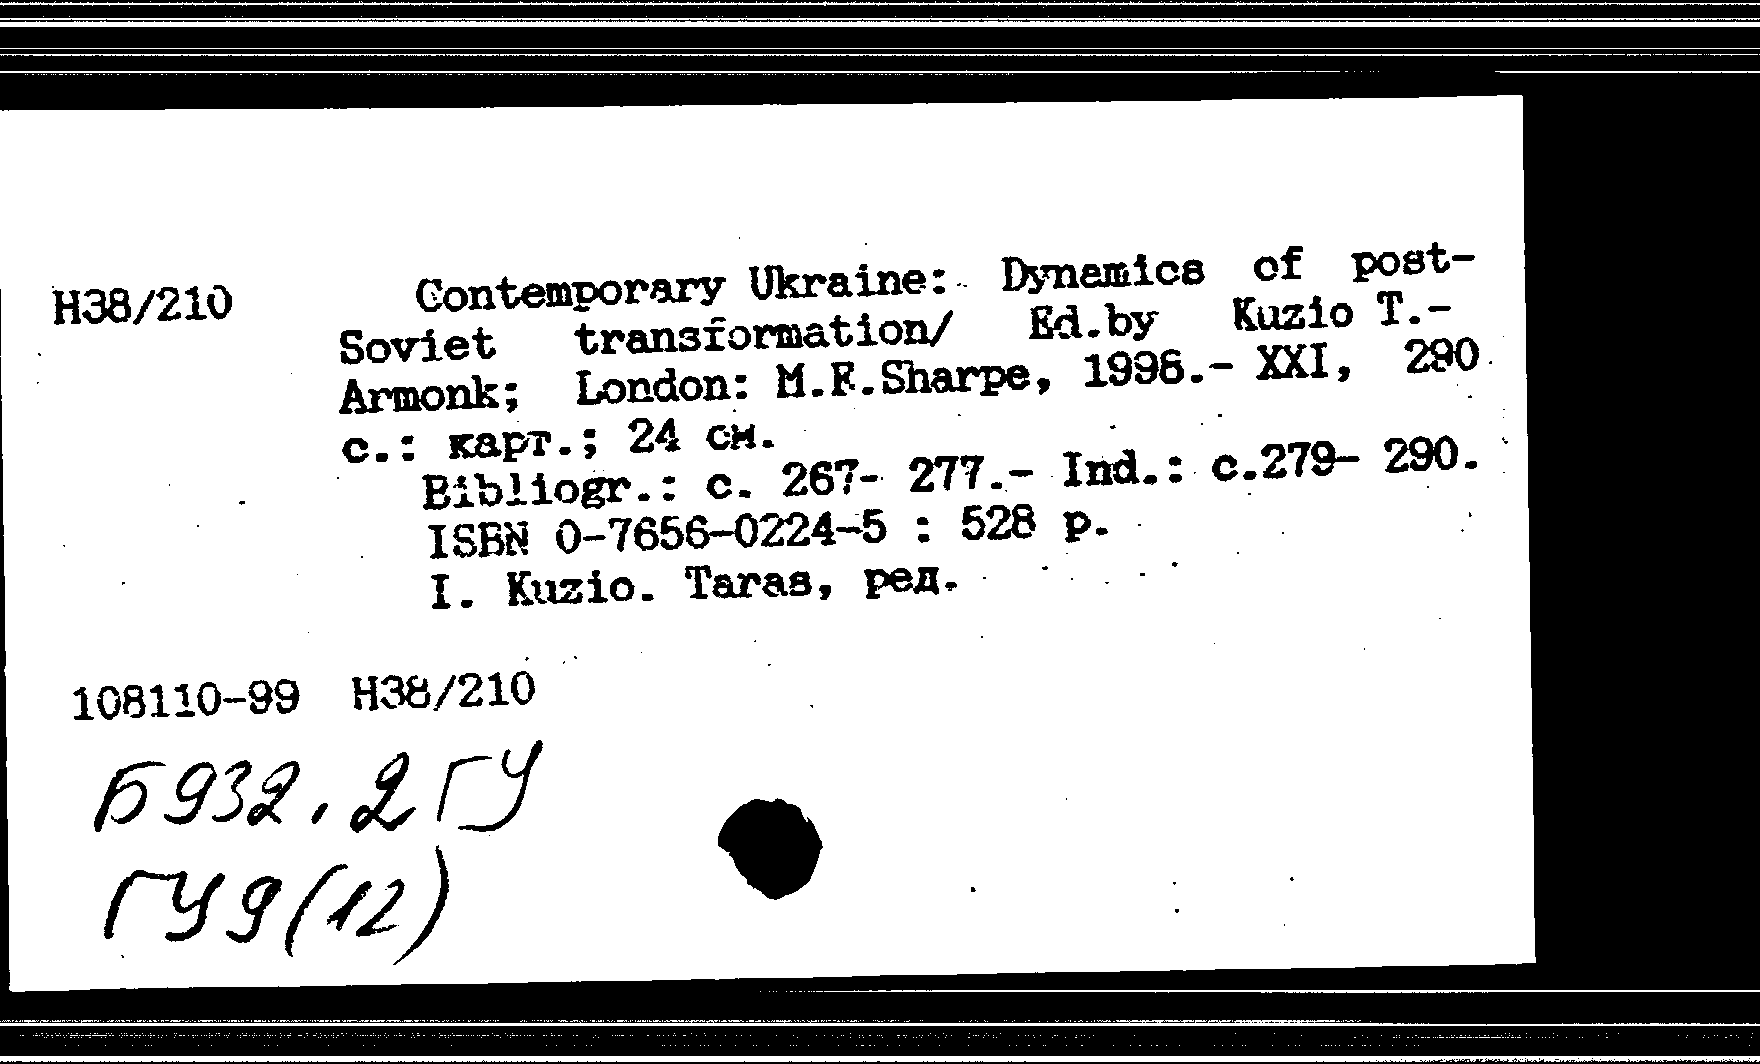 Н38/210 Contemporary Ukraine: Dynamics of post-
Soviet transformation/ Ed.by Kuzio T.-
Armonk; London: M.E.Sharpe, 1998.- XXI, 290
с.: карт.; 24 см.
Bibliogr.: с. 267- 277.- Ind.: с.279- 290.
ISBN 0-7656-0224-5 : 528 р.
I. Kuzio. Taras, ред.
108110-99 Н38/210
Б932.2ГУ
ГУ9(12)